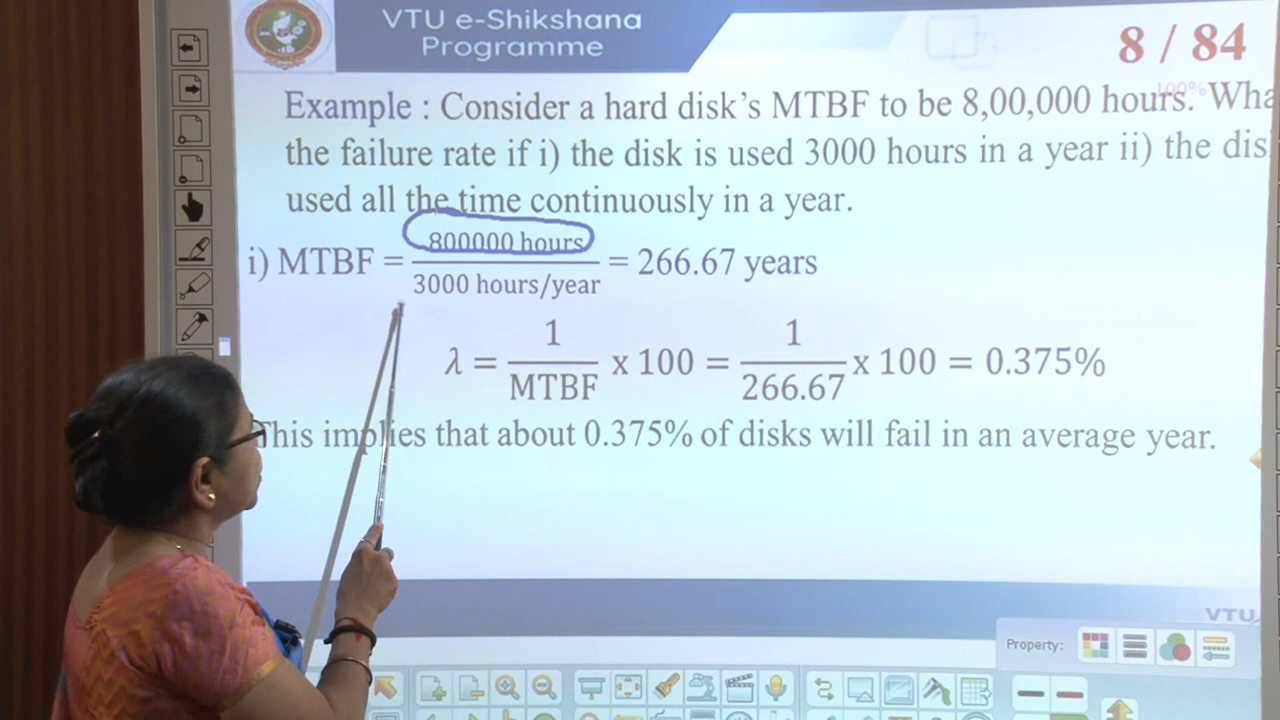 VTU e-Shikshana
Programme
8 / 84
100%
Example : Consider a hard disk's MTBF to be 8,00,000 hours.
the failure rate if i) the disk is used 3000 hours in a year ii) the
used all the time continuously in a year.
i) MTBF = 800000 hours / 3000 hours/year = 266.67 years
λ = 1 / MTBF x 100 = 1 / 266.67 x 100 = 0.375%
This implies that about 0.375% of disks will fail in an average year.
VTU
Property: